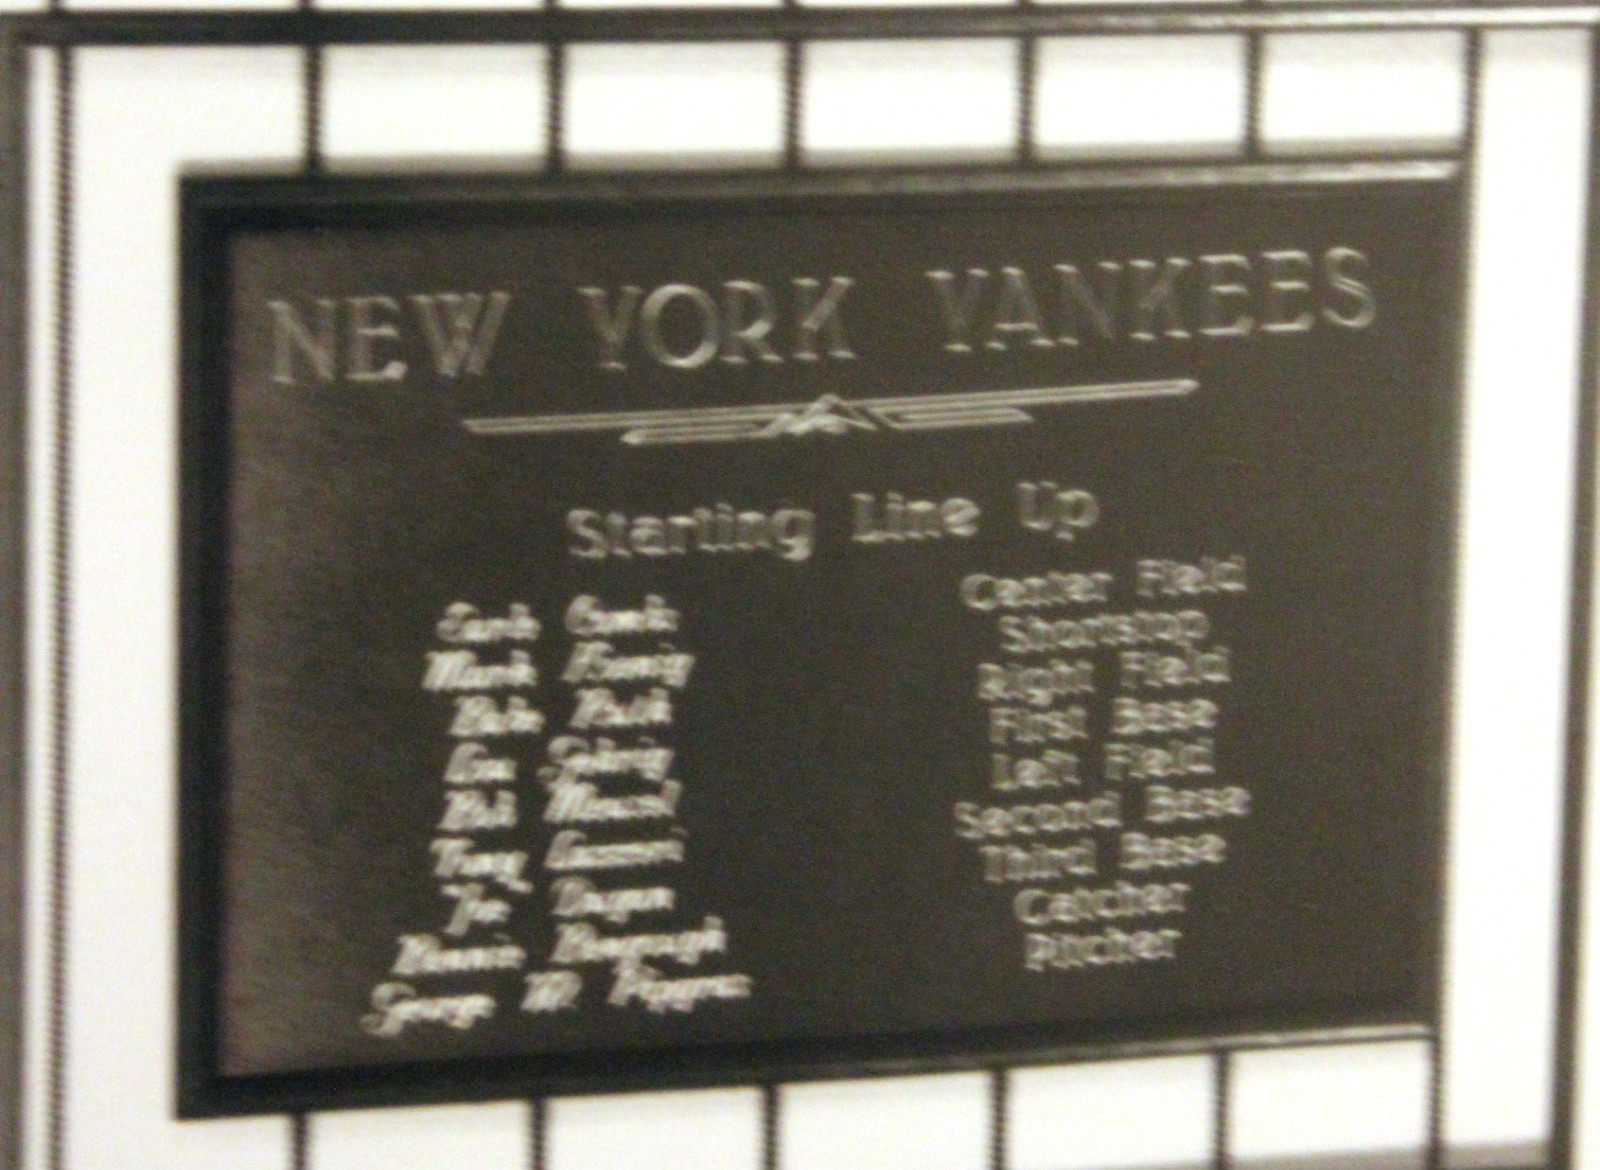 NEW YORK YANKEES
Starting Line Up
Earle Combs Center Field
Mark Koenig Shortstop
Babe Ruth Right Field
Lou Gehrig First Base
Bob Meusel Left Field
Tony Lazzeri Second Base
Joe Dugan Third Base
Bennie Bengough Catcher
George W. Pipgras Pitcher